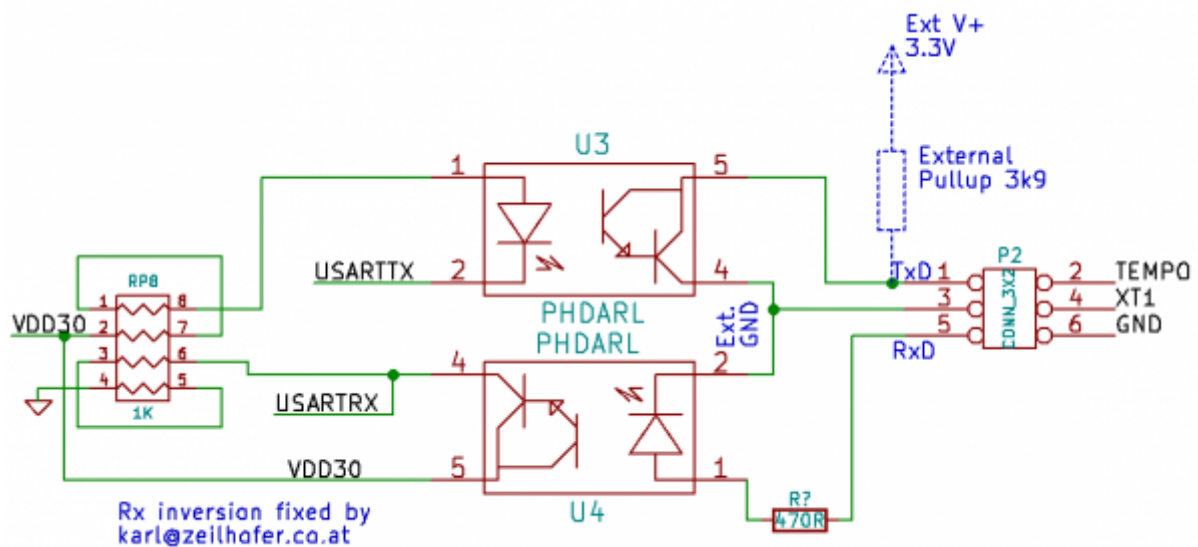 Ext V+
3.3V
External
Pullup 3k9
U3
1
5
2
4
USARTTX
PHDARL
PHDARL
Ext.
GND
TxD
1
3
5
RxD
P2
CONN_3X2
2
4
6
TEMPO
XT1
GND
RP8
1
2
3
4
8
7
6
5
1K
VDD30
USARTRX
VDD30
4
5
2
1
U4
R?
470R
Rx inversion fixed by
karl@zeilhofer.co.at